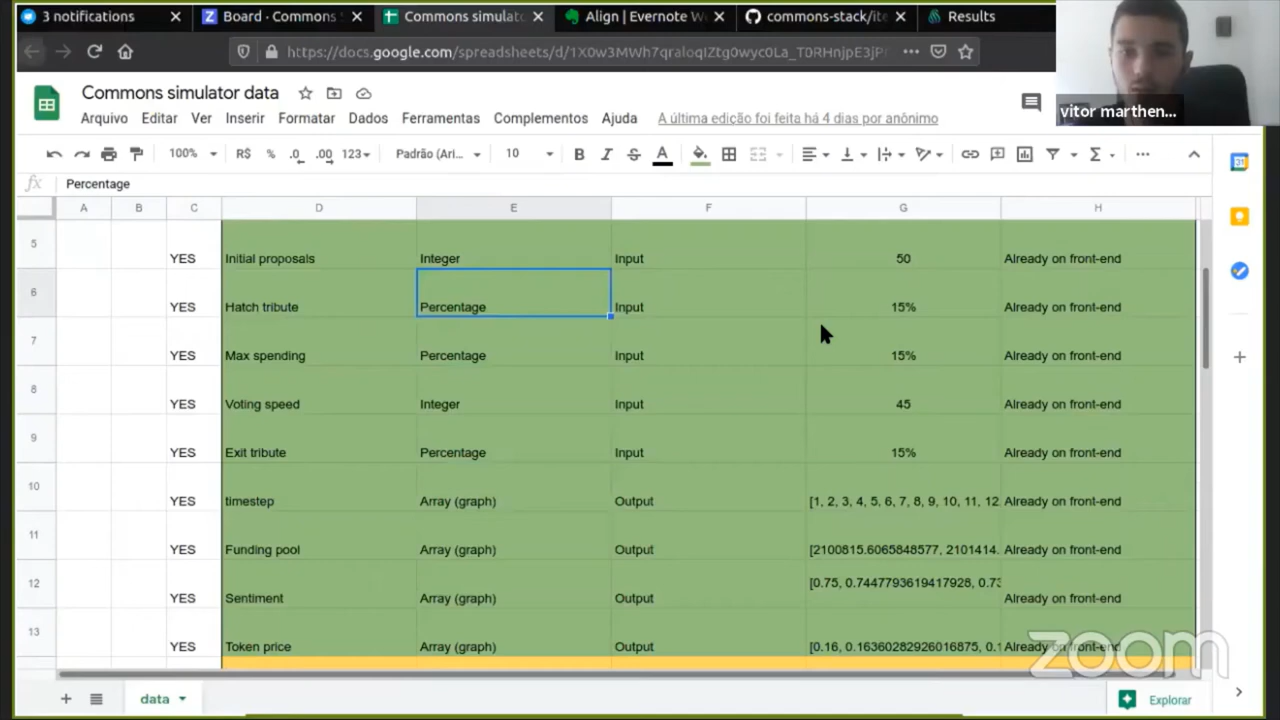 3 notifications
Board · Commons
Commons simulato
Align | Evernote W
commons-stack/ite
Results
https://docs.google.com/spreadsheets/d/1X0w3MWh7qraloqIZtg0wyc0La_T0RHnjpE3jP
vitor marthen...
Commons simulator data
Arquivo Editar Ver Inserir Formatar Dados Ferramentas Complementos Ajuda A última edição foi feita há 4 dias por anônimo
100% R$ % .0 .00 123 Padrão (Ari... 10 B I S A
fx Percentage
A B C D E F G H
5 YES Initial proposals Integer Input 50 Already on front-end
6 YES Hatch tribute Percentage Input 15% Already on front-end
7 YES Max spending Percentage Input 15% Already on front-end
8 YES Voting speed Integer Input 45 Already on front-end
9 YES Exit tribute Percentage Input 15% Already on front-end
10 YES timestep Array (graph) Output [1, 2, 3, 4, 5, 6, 7, 8, 9, 10, 11, 12 Already on front-end
11 YES Funding pool Array (graph) Output [2100815.6065848577, 2101414. Already on front-end
12 YES Sentiment Array (graph) Output [0.75, 0.7447793619417928, 0.73 Already on front-end
13 YES Token price Array (graph) Output [0.16, 0.16360282926016875, 0.1 Already on front-end
zoom
data
Explorar